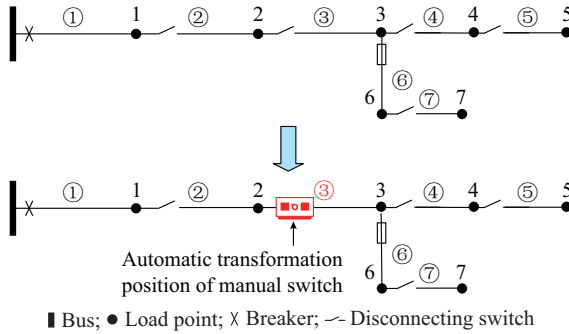 ① 1 ② 2 ③ 3 ④ 4 ⑤ 5
⑥
6 ⑦ 7
① 1 ② 2 ③ 3 ④ 4 ⑤ 5
⑥
6 ⑦ 7
Automatic transformation
position of manual switch
Bus; Load point; Breaker; Disconnecting switch